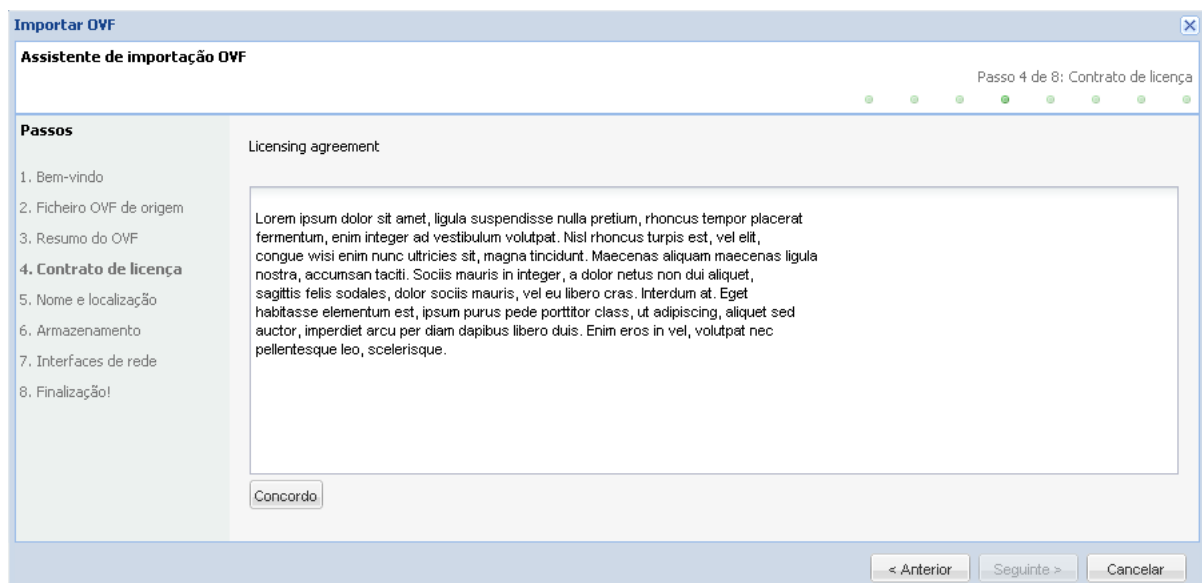 Importar OVF
Assistente de importação OVF
Passo 4 de 8: Contrato de licença
Passos
1. Bem-vindo
2. Ficheiro OVF de origem
3. Resumo do OVF
4. Contrato de licença
5. Nome e localização
6. Armazenamento
7. Interfaces de rede
8. Finalização!
Licensing agreement
Lorem ipsum dolor sit amet, ligula suspendisse nulla pretium, rhoncus tempor placerat
fermentum, enim integer ad vestibulum volutpat. Nisl rhoncus turpis est, vel elit,
congue wisi enim nunc ultricies sit, magna tincidunt. Maecenas aliquam maecenas ligula
nostra, accumsan taciti. Sociis mauris in integer, a dolor netus non dui aliquet,
sagittis felis sodales, dolor sociis mauris, vel eu libero cras. Interdum at. Eget
habitasse elementum est, ipsum purus pede porttitor class, ut adipiscing, aliquet sed
auctor, imperdiet arcu per diam dapibus libero duis. Enim eros in vel, volutpat nec
pellentesque leo, scelerisque.
Concordo
< Anterior
Seguinte >
Cancelar